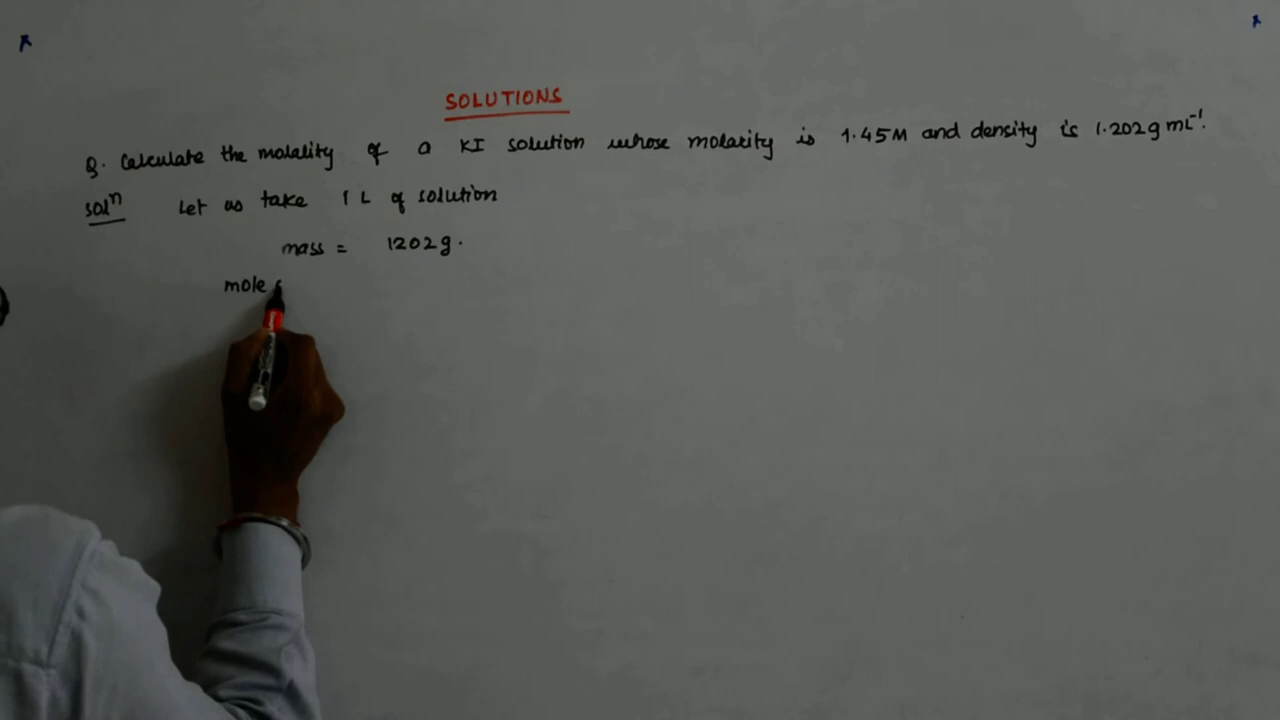 SOLUTIONS
Q. Calculate the molality of a KI solution whose molarity is 1.45M and density is 1.202g mL⁻¹.
solⁿ Let us take 1 L of solution
mass = 1202g.
mole